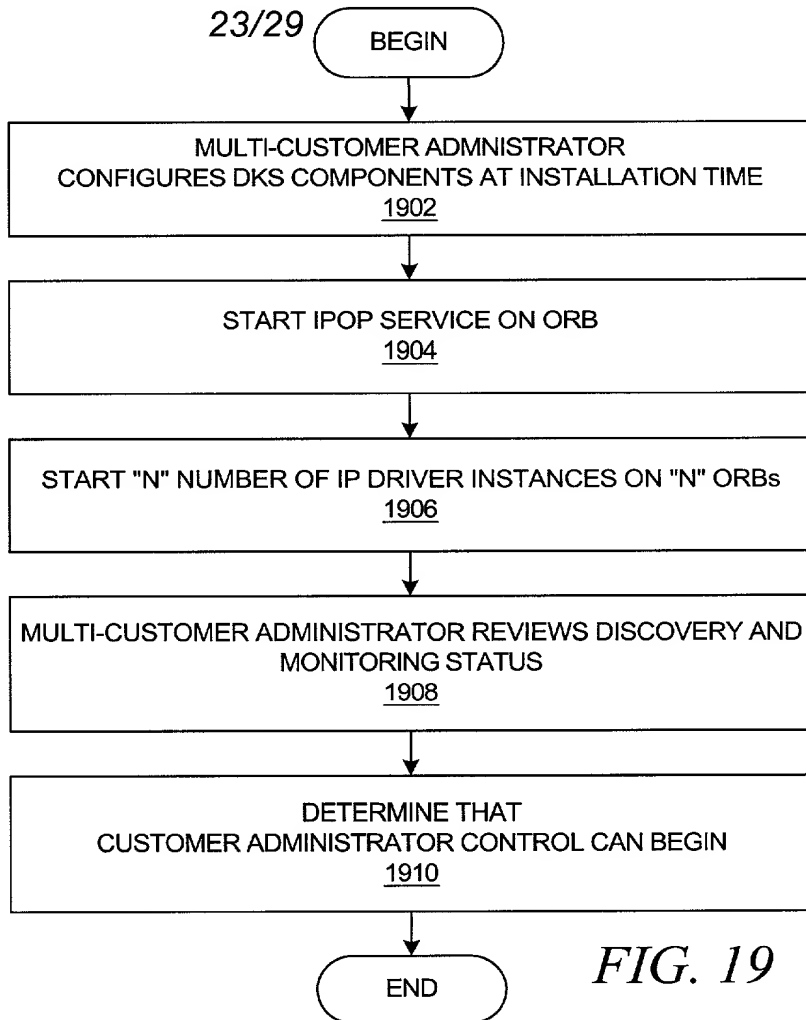 23/29
BEGIN
MULTI-CUSTOMER ADMNISTRATOR
CONFIGURES DKS COMPONENTS AT INSTALLATION TIME
1902
START IPOP SERVICE ON ORB
1904
START "N" NUMBER OF IP DRIVER INSTANCES ON "N" ORBs
1906
MULTI-CUSTOMER ADMINISTRATOR REVIEWS DISCOVERY AND
MONITORING STATUS
1908
DETERMINE THAT
CUSTOMER ADMINISTRATOR CONTROL CAN BEGIN
1910
END
FIG. 19